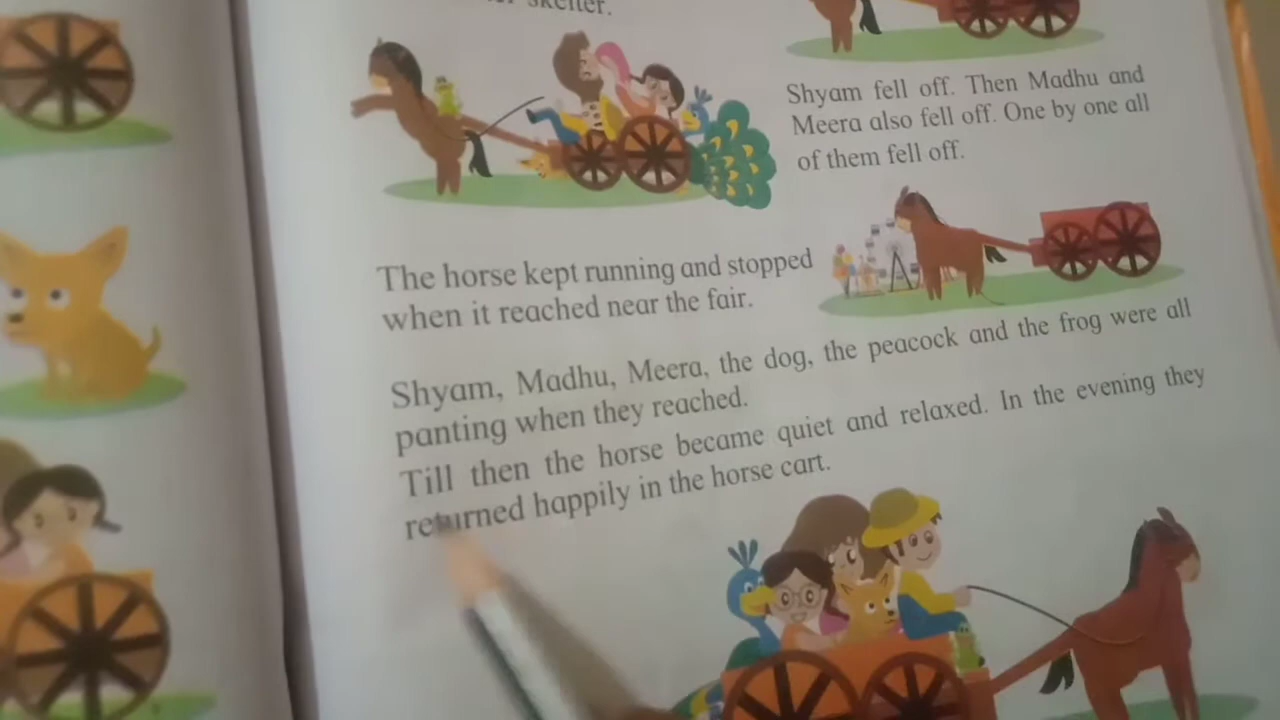 skelter.
Shyam fell off. Then Madhu and
Meera also fell off. One by one all
of them fell off.
The horse kept running and stopped
when it reached near the fair.
Shyam, Madhu, Meera, the dog, the peacock and the frog were all
panting when they reached.
Till then the horse became quiet and relaxed. In the evening they
returned happily in the horse cart.